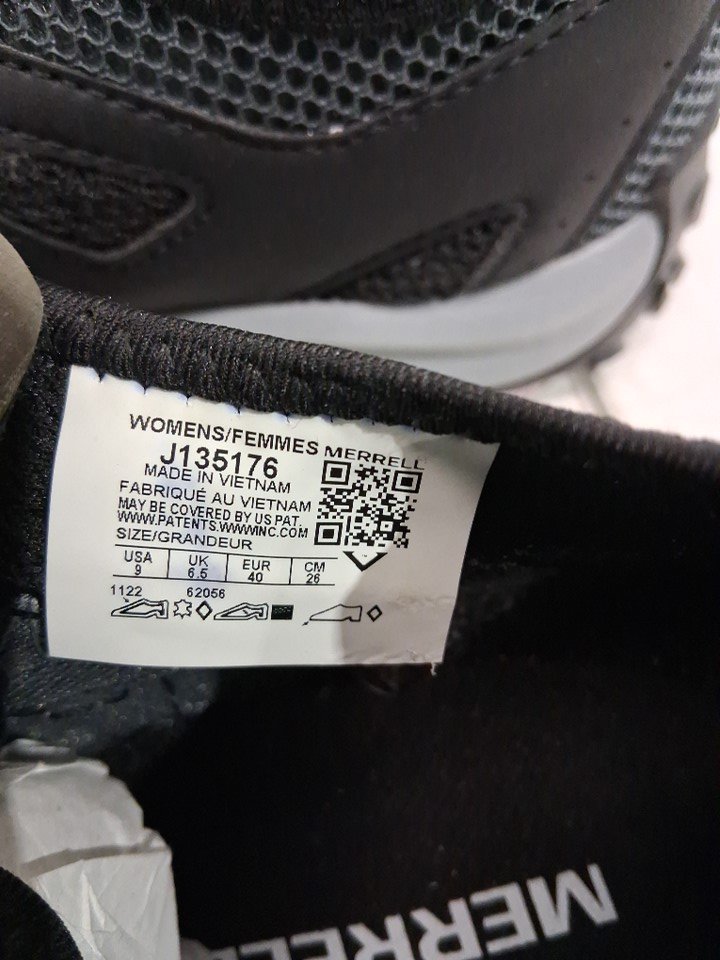 WOMENS/FEMMES MERRELL
J135176
MADE IN VIETNAM
FABRIQUÉ AU VIETNAM
MAY BE COVERED BY US PAT.
WWW.PATENTS.WWWINC.COM
SIZE/GRANDEUR
USA UK EUR CM
9 6.5 40 26
1122 62056
MERRELL